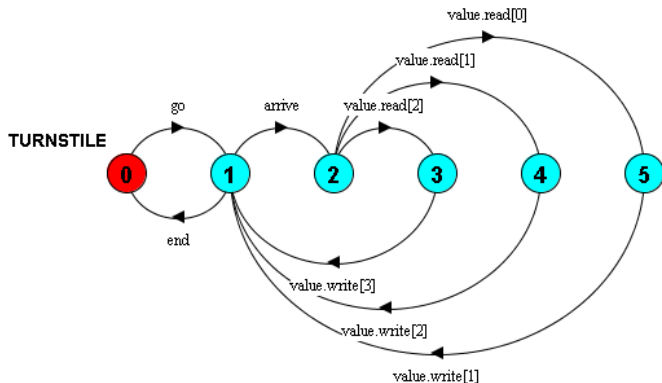 value.read[0]
value.read[1]
go
arrive
value.read[2]
TURNSTILE
0
1
2
3
4
5
end
value.write[3]
value.write[2]
value.write[1]